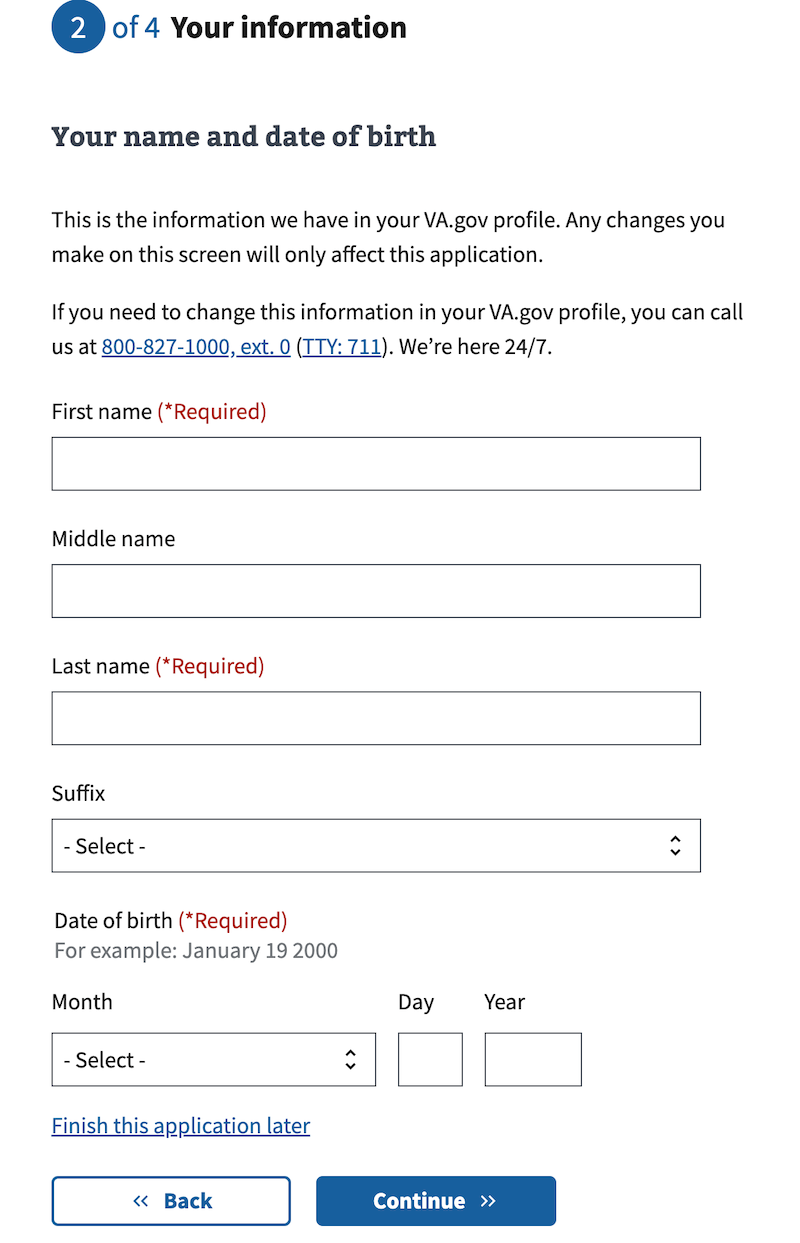 2 of 4 Your information
Your name and date of birth
This is the information we have in your VA.gov profile. Any changes you
make on this screen will only affect this application.
If you need to change this information in your VA.gov profile, you can call
us at 800-827-1000, ext. 0 (TTY: 711). We’re here 24/7.
First name (*Required)
Middle name
Last name (*Required)
Suffix
- Select -
Date of birth (*Required)
For example: January 19 2000
Month Day Year
- Select -
Finish this application later
« Back Continue »